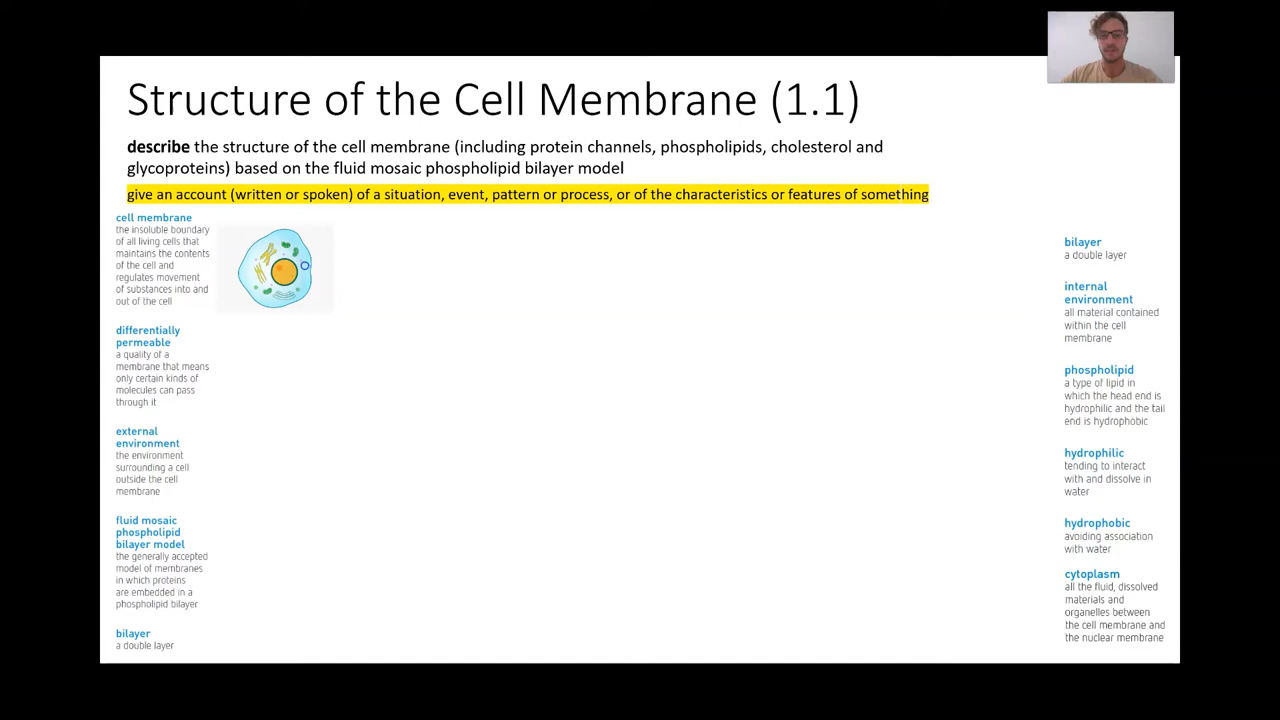 Structure of the Cell Membrane (1.1)
describe the structure of the cell membrane (including protein channels, phospholipids, cholesterol and
glycoproteins) based on the fluid mosaic phospholipid bilayer model
give an account (written or spoken) of a situation, event, pattern or process, or of the characteristics or features of something
cell membrane
the insoluble boundary
of all living cells that
maintains the contents
of the cell and
regulates movement
of substances into and
out of the cell
differentially
permeable
a quality of a
membrane that means
only certain kinds of
molecules can pass
through it
external
environment
the environment
surrounding a cell
outside the cell
membrane
fluid mosaic
phospholipid
bilayer model
the generally accepted
model of membranes
in which proteins
are embedded in a
phospholipid bilayer
bilayer
a double layer
bilayer
a double layer
internal
environment
all material contained
within the cell
membrane
phospholipid
a type of lipid in
which the head end is
hydrophilic and the tail
end is hydrophobic
hydrophilic
tending to interact
with and dissolve in
water
hydrophobic
avoiding association
with water
cytoplasm
all the fluid, dissolved
materials and
organelles between
the cell membrane and
the nuclear membrane